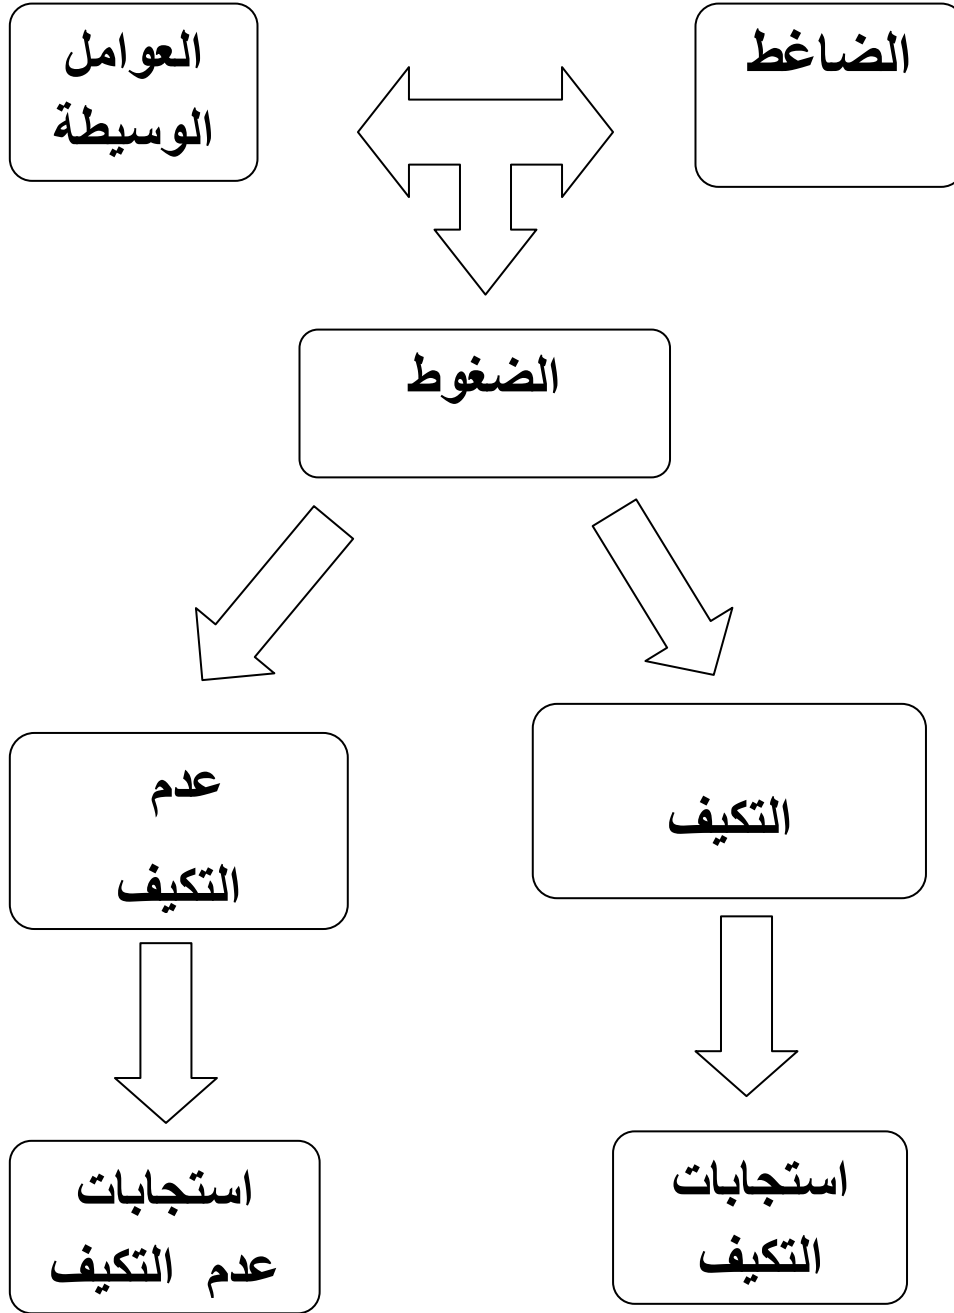 الضاغط
العوامل
الوسيطة
الضغوط
التكيف
عدم
التكيف
استجابات
التكيف
استجابات
عدم التكيف